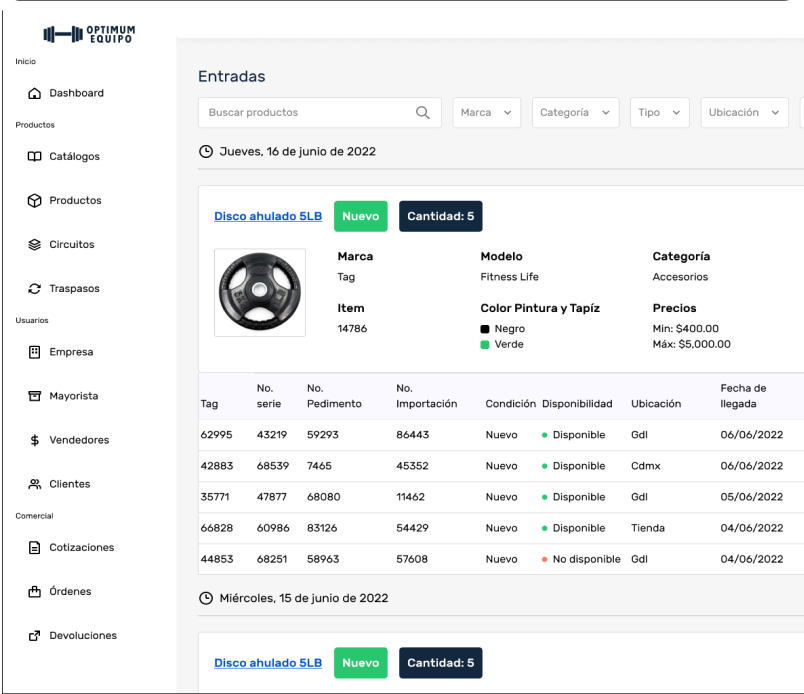 OPTIMUM
EQUIPO
Inicio
Dashboard
Productos
Catálogos
Productos
Circuitos
Traspasos
Usuarios
Empresa
Mayorista
Vendedores
Clientes
Comercial
Cotizaciones
Órdenes
Devoluciones
Entradas
Buscar productos Marca Categoría Tipo Ubicación
Jueves, 16 de junio de 2022
Disco ahulado 5LB Nuevo Cantidad: 5
Marca Modelo Categoría
Tag Fitness Life Accesorios
Item Color Pintura y Tapíz Precios
14786 Negro Min: $400.00
Verde Máx: $5,000.00
No. No. No. Fecha de
Tag serie Pedimento Importación Condición Disponibilidad Ubicación llegada
62995 43219 59293 86443 Nuevo Disponible Gdl 06/06/2022
42883 68539 7465 45352 Nuevo Disponible Cdmx 06/06/2022
35771 47877 68080 11462 Nuevo Disponible Gdl 05/06/2022
66828 60986 83126 54429 Nuevo Disponible Tienda 04/06/2022
44853 68251 58963 57608 Nuevo No disponible Gdl 04/06/2022
Miércoles, 15 de junio de 2022
Disco ahulado 5LB Nuevo Cantidad: 5